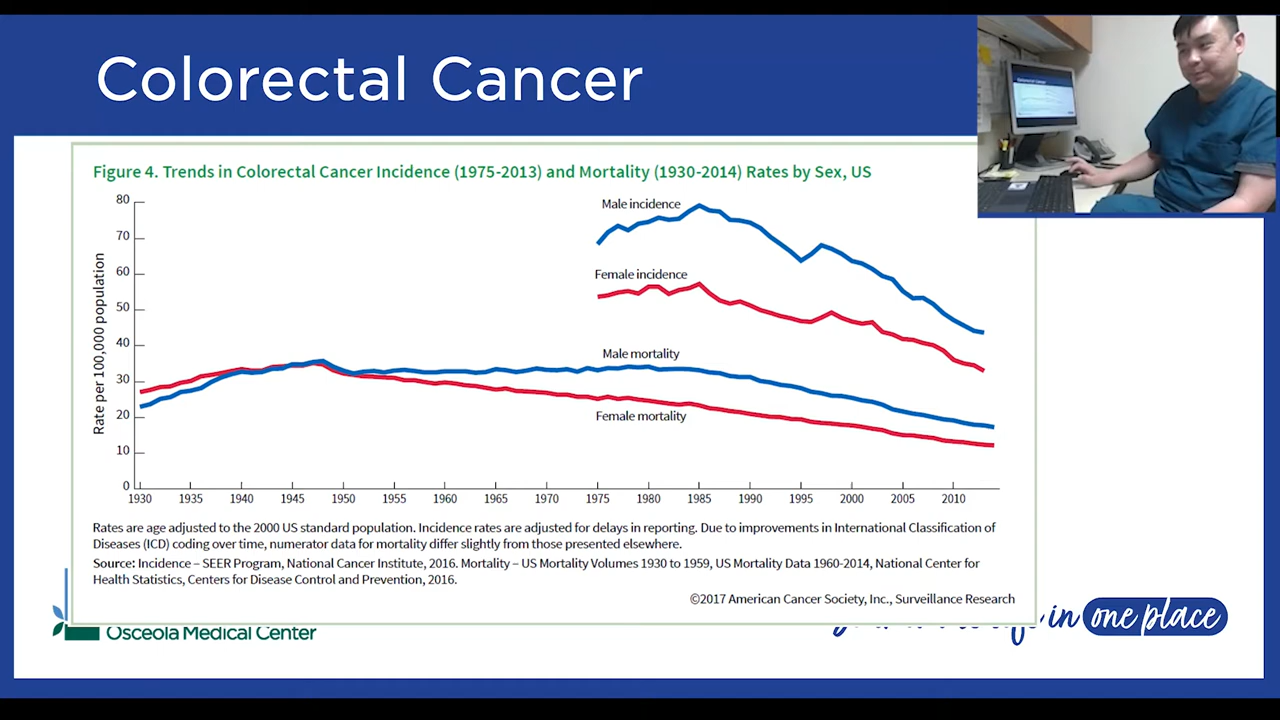 Colorectal Cancer
Figure 4. Trends in Colorectal Cancer Incidence (1975-2013) and Mortality (1930-2014) Rates by Sex, US
Rate per 100,000 population
80
70
60
50
40
30
20
10
0
Male incidence
Female incidence
Male mortality
Female mortality
1930 1935 1940 1945 1950 1955 1960 1965 1970 1975 1980 1985 1990 1995 2000 2005 2010
Rates are age adjusted to the 2000 US standard population. Incidence rates are adjusted for delays in reporting. Due to improvements in International Classification of
Diseases (ICD) coding over time, numerator data for mortality differ slightly from those presented elsewhere.
Source: Incidence – SEER Program, National Cancer Institute, 2016. Mortality – US Mortality Volumes 1930 to 1959, US Mortality Data 1960-2014, National Center for
Health Statistics, Centers for Disease Control and Prevention, 2016.
©2017 American Cancer Society, Inc., Surveillance Research
Osceola Medical Center
in one place